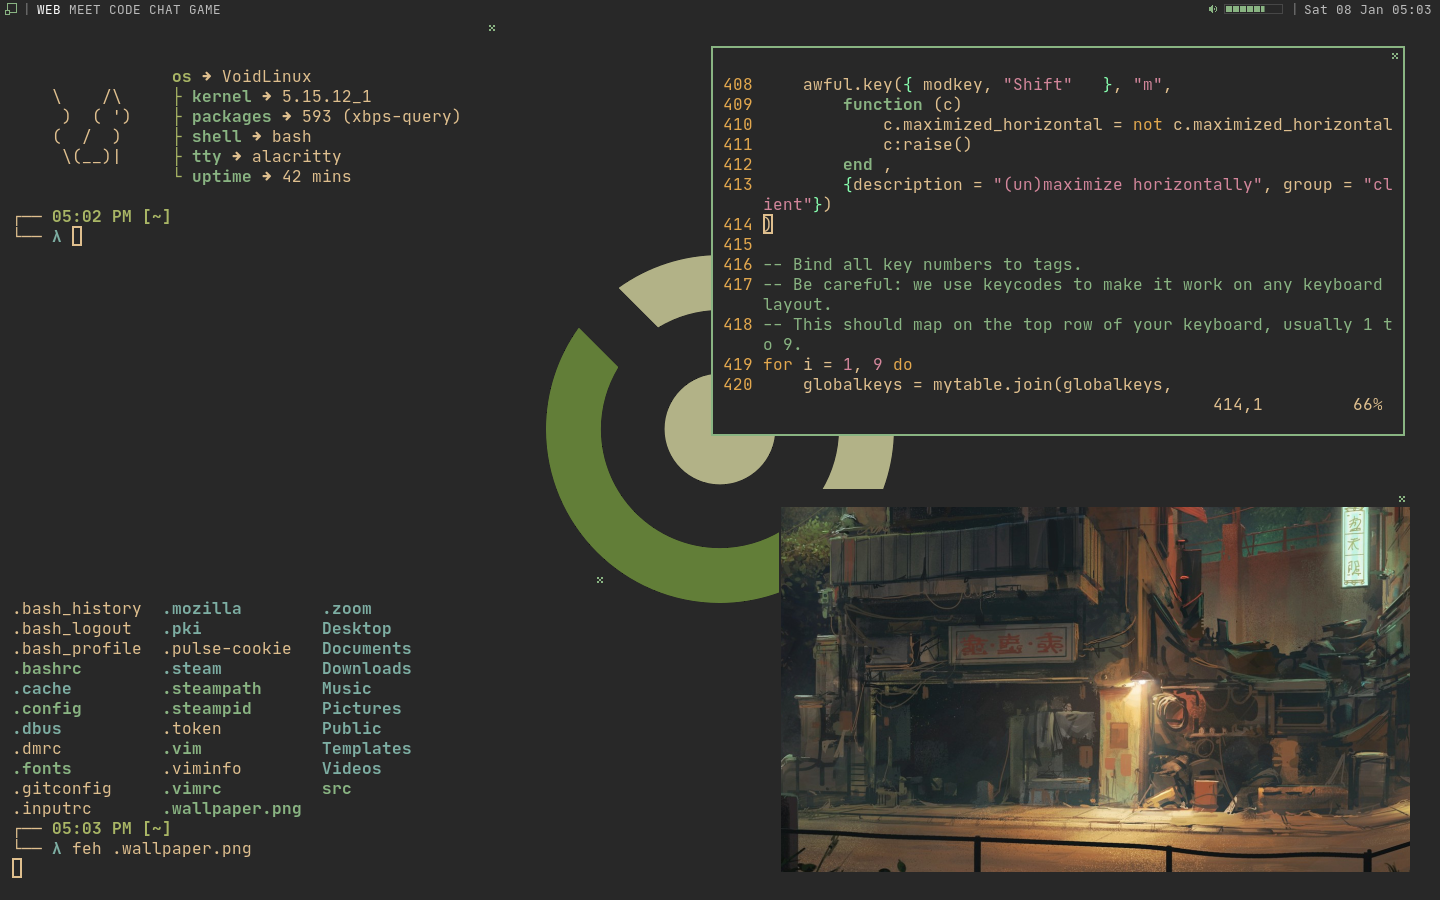 WEB MEET CODE CHAT GAME
Sat 08 Jan 05:03
os → VoidLinux
├ kernel → 5.15.12_1
├ packages → 593 (xbps-query)
├ shell → bash
├ tty → alacritty
└ uptime → 42 mins
\    /\
 )  ( ')
(  /  )
 \(__)|
┌── 05:02 PM [~]
└── λ
408     awful.key({ modkey, "Shift"   }, "m",
409         function (c)
410             c.maximized_horizontal = not c.maximized_horizontal
411             c:raise()
412         end ,
413         {description = "(un)maximize horizontally", group = "cl
ient"})
414 )
415
416 -- Bind all key numbers to tags.
417 -- Be careful: we use keycodes to make it work on any keyboard
layout.
418 -- This should map on the top row of your keyboard, usually 1 t
o 9.
419 for i = 1, 9 do
420     globalkeys = mytable.join(globalkeys,
414,1         66%
.bash_history  .mozilla        .zoom
.bash_logout   .pki            Desktop
.bash_profile  .pulse-cookie   Documents
.bashrc        .steam          Downloads
.cache         .steampath      Music
.config        .steampid       Pictures
.dbus          .token          Public
.dmrc          .vim            Templates
.fonts         .viminfo        Videos
.gitconfig     .vimrc          src
.inputrc       .wallpaper.png
┌── 05:03 PM [~]
└── λ feh .wallpaper.png